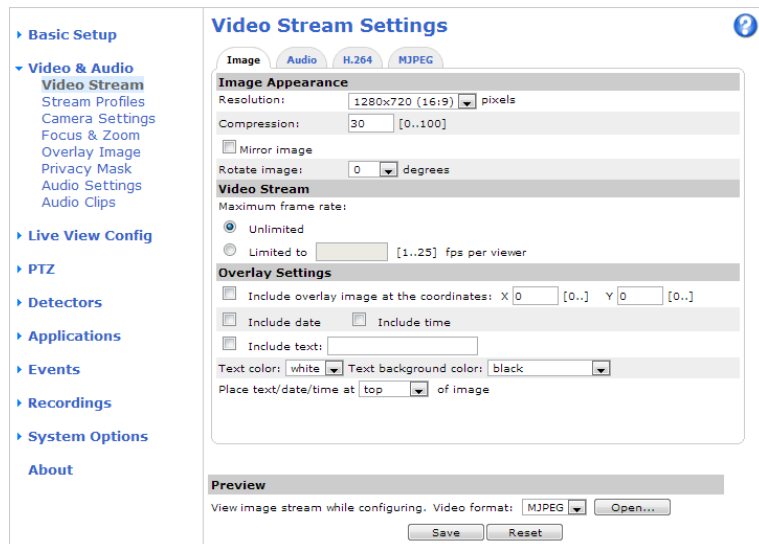 Basic Setup
Video & Audio
Video Stream
Stream Profiles
Camera Settings
Focus & Zoom
Overlay Image
Privacy Mask
Audio Settings
Audio Clips
Live View Config
PTZ
Detectors
Applications
Events
Recordings
System Options
About
Video Stream Settings
?
Image Audio H.264 MJPEG
Image Appearance
Resolution: 1280x720 (16:9) pixels
Compression: 30 [0..100]
Mirror image
Rotate image: 0 degrees
Video Stream
Maximum frame rate:
Unlimited
Limited to [1..25] fps per viewer
Overlay Settings
Include overlay image at the coordinates: X 0 [0..] Y 0 [0..]
Include date Include time
Include text:
Text color: white Text background color: black
Place text/date/time at top of image
Preview
View image stream while configuring. Video format: MJPEG Open...
Save Reset